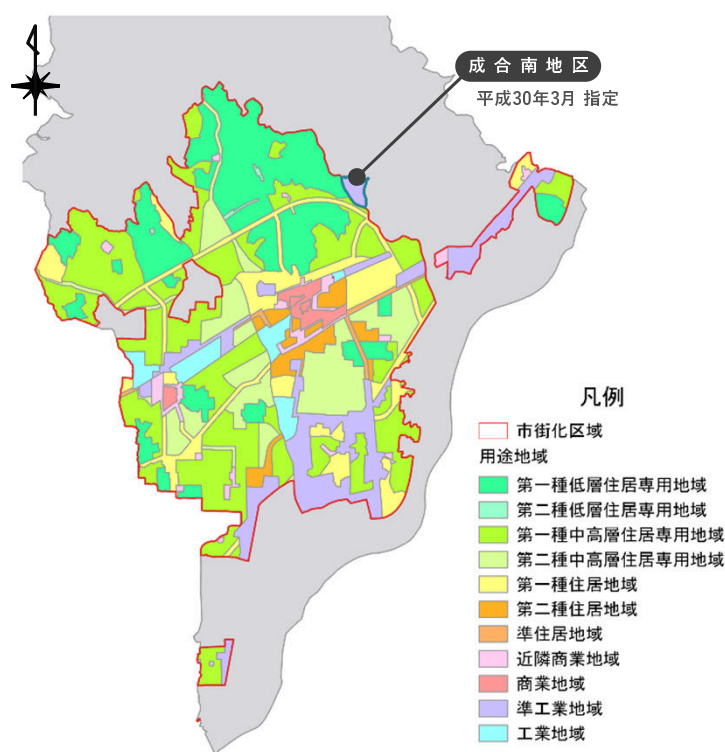 成合南地区
平成30年3月 指定
凡例
市街化区域
用途地域
第一種低層住居専用地域
第二種低層住居専用地域
第一種中高層住居専用地域
第二種中高層住居専用地域
第一種住居地域
第二種住居地域
準住居地域
近隣商業地域
商業地域
準工業地域
工業地域